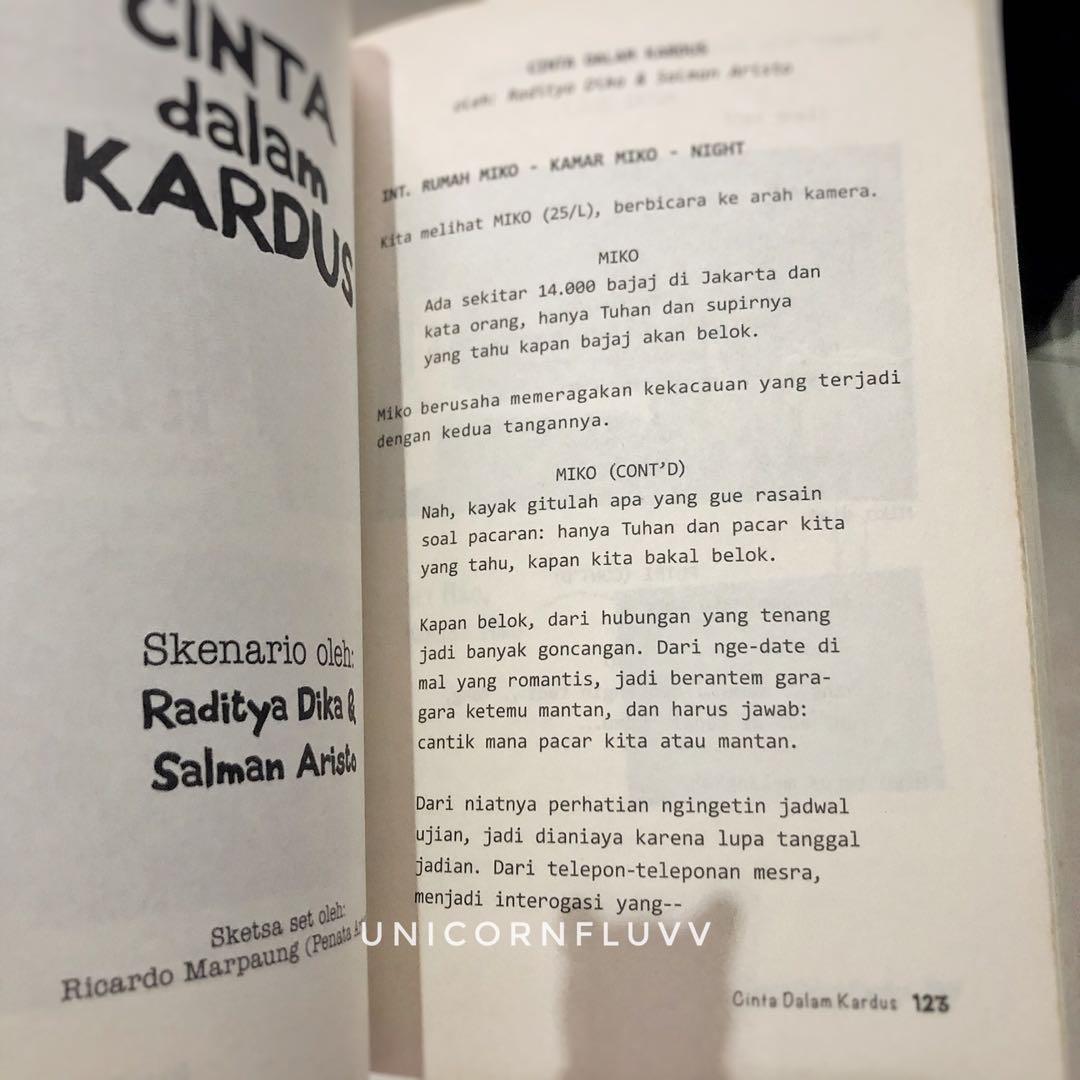 CINTA
dalam
KARDUS
Skenario oleh:
Raditya Dika &
Salman Aristo
Sketsa set oleh:
Ricardo Marpaung (Penata
CINTA DALAM KARDUS
oleh: Raditya Dika & Salman Aristo
INT. RUMAH MIKO - KAMAR MIKO - NIGHT
Kita melihat MIKO (25/L), berbicara ke arah kamera.
MIKO
Ada sekitar 14.000 bajaj di Jakarta dan
kata orang, hanya Tuhan dan supirnya
yang tahu kapan bajaj akan belok.
Miko berusaha memeragakan kekacauan yang terjadi
dengan kedua tangannya.
MIKO (CONT'D)
Nah, kayak gitulah apa yang gue rasain
soal pacaran: hanya Tuhan dan pacar kita
yang tahu, kapan kita bakal belok.
Kapan belok, dari hubungan yang tenang
jadi banyak goncangan. Dari nge-date di
mal yang romantis, jadi berantem gara-
gara ketemu mantan, dan harus jawab:
cantik mana pacar kita atau mantan.
Dari niatnya perhatian ngingetin jadwal
ujian, jadi dianiaya karena lupa tanggal
jadian. Dari telepon-teleponan mesra,
menjadi interogasi yang--
UNICORNFLUVV
Cinta Dalam Kardus 123